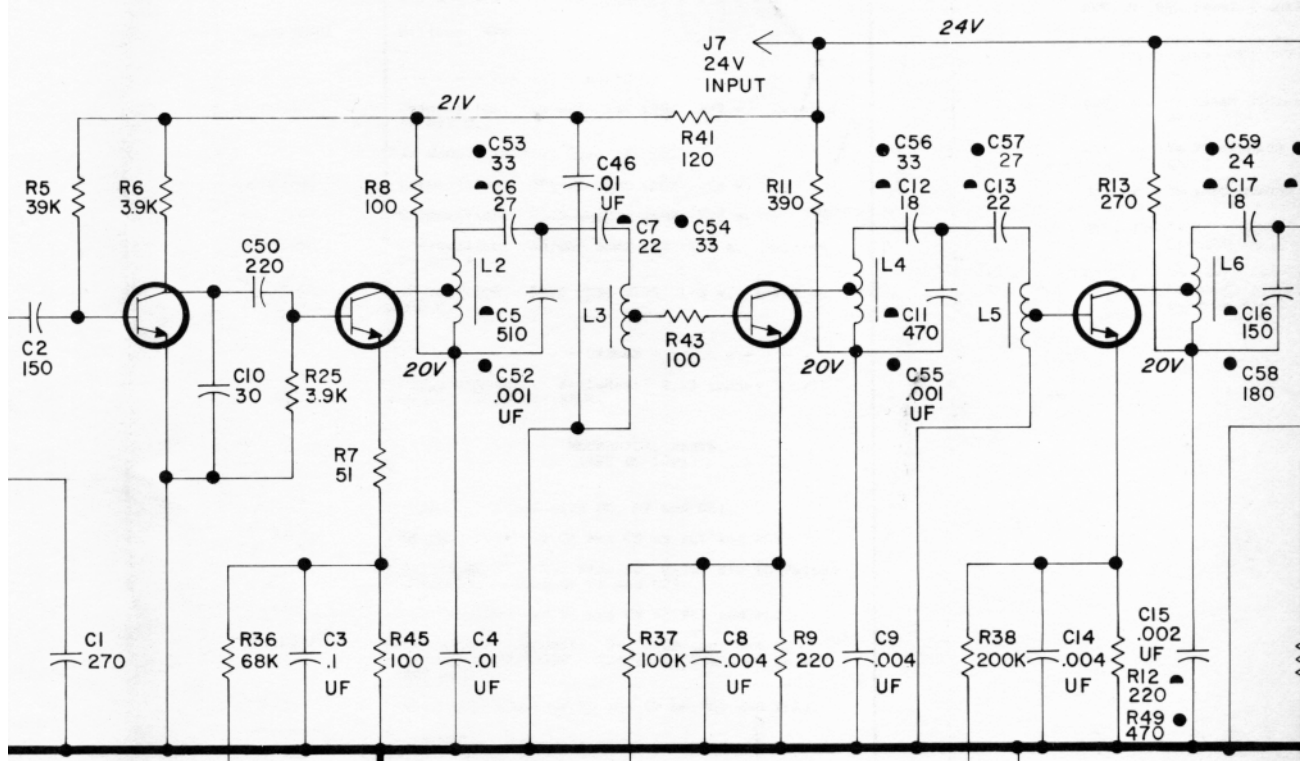 24V
J7
24V
INPUT
21V
R41
120
C53
33
C6
27
C46
.01
UF
C7
22
C54
33
C56
33
C12
18
C57
27
C13
22
C59
24
C17
18
R5
39K
R6
3.9K
R8
100
R11
390
R13
270
C50
220
L2
L4
L6
C5
510
L3
C11
470
L5
C16
150
C2
150
R43
100
C10
30
R25
3.9K
20V
C52
.001
UF
20V
C55
.001
UF
20V
C58
180
R7
51
C1
270
R36
68K
C3
.1
UF
R45
100
C4
.01
UF
R37
100K
C8
.004
UF
R9
220
C9
.004
UF
R38
200K
C14
.004
UF
C15
.002
UF
R12
220
R49
470